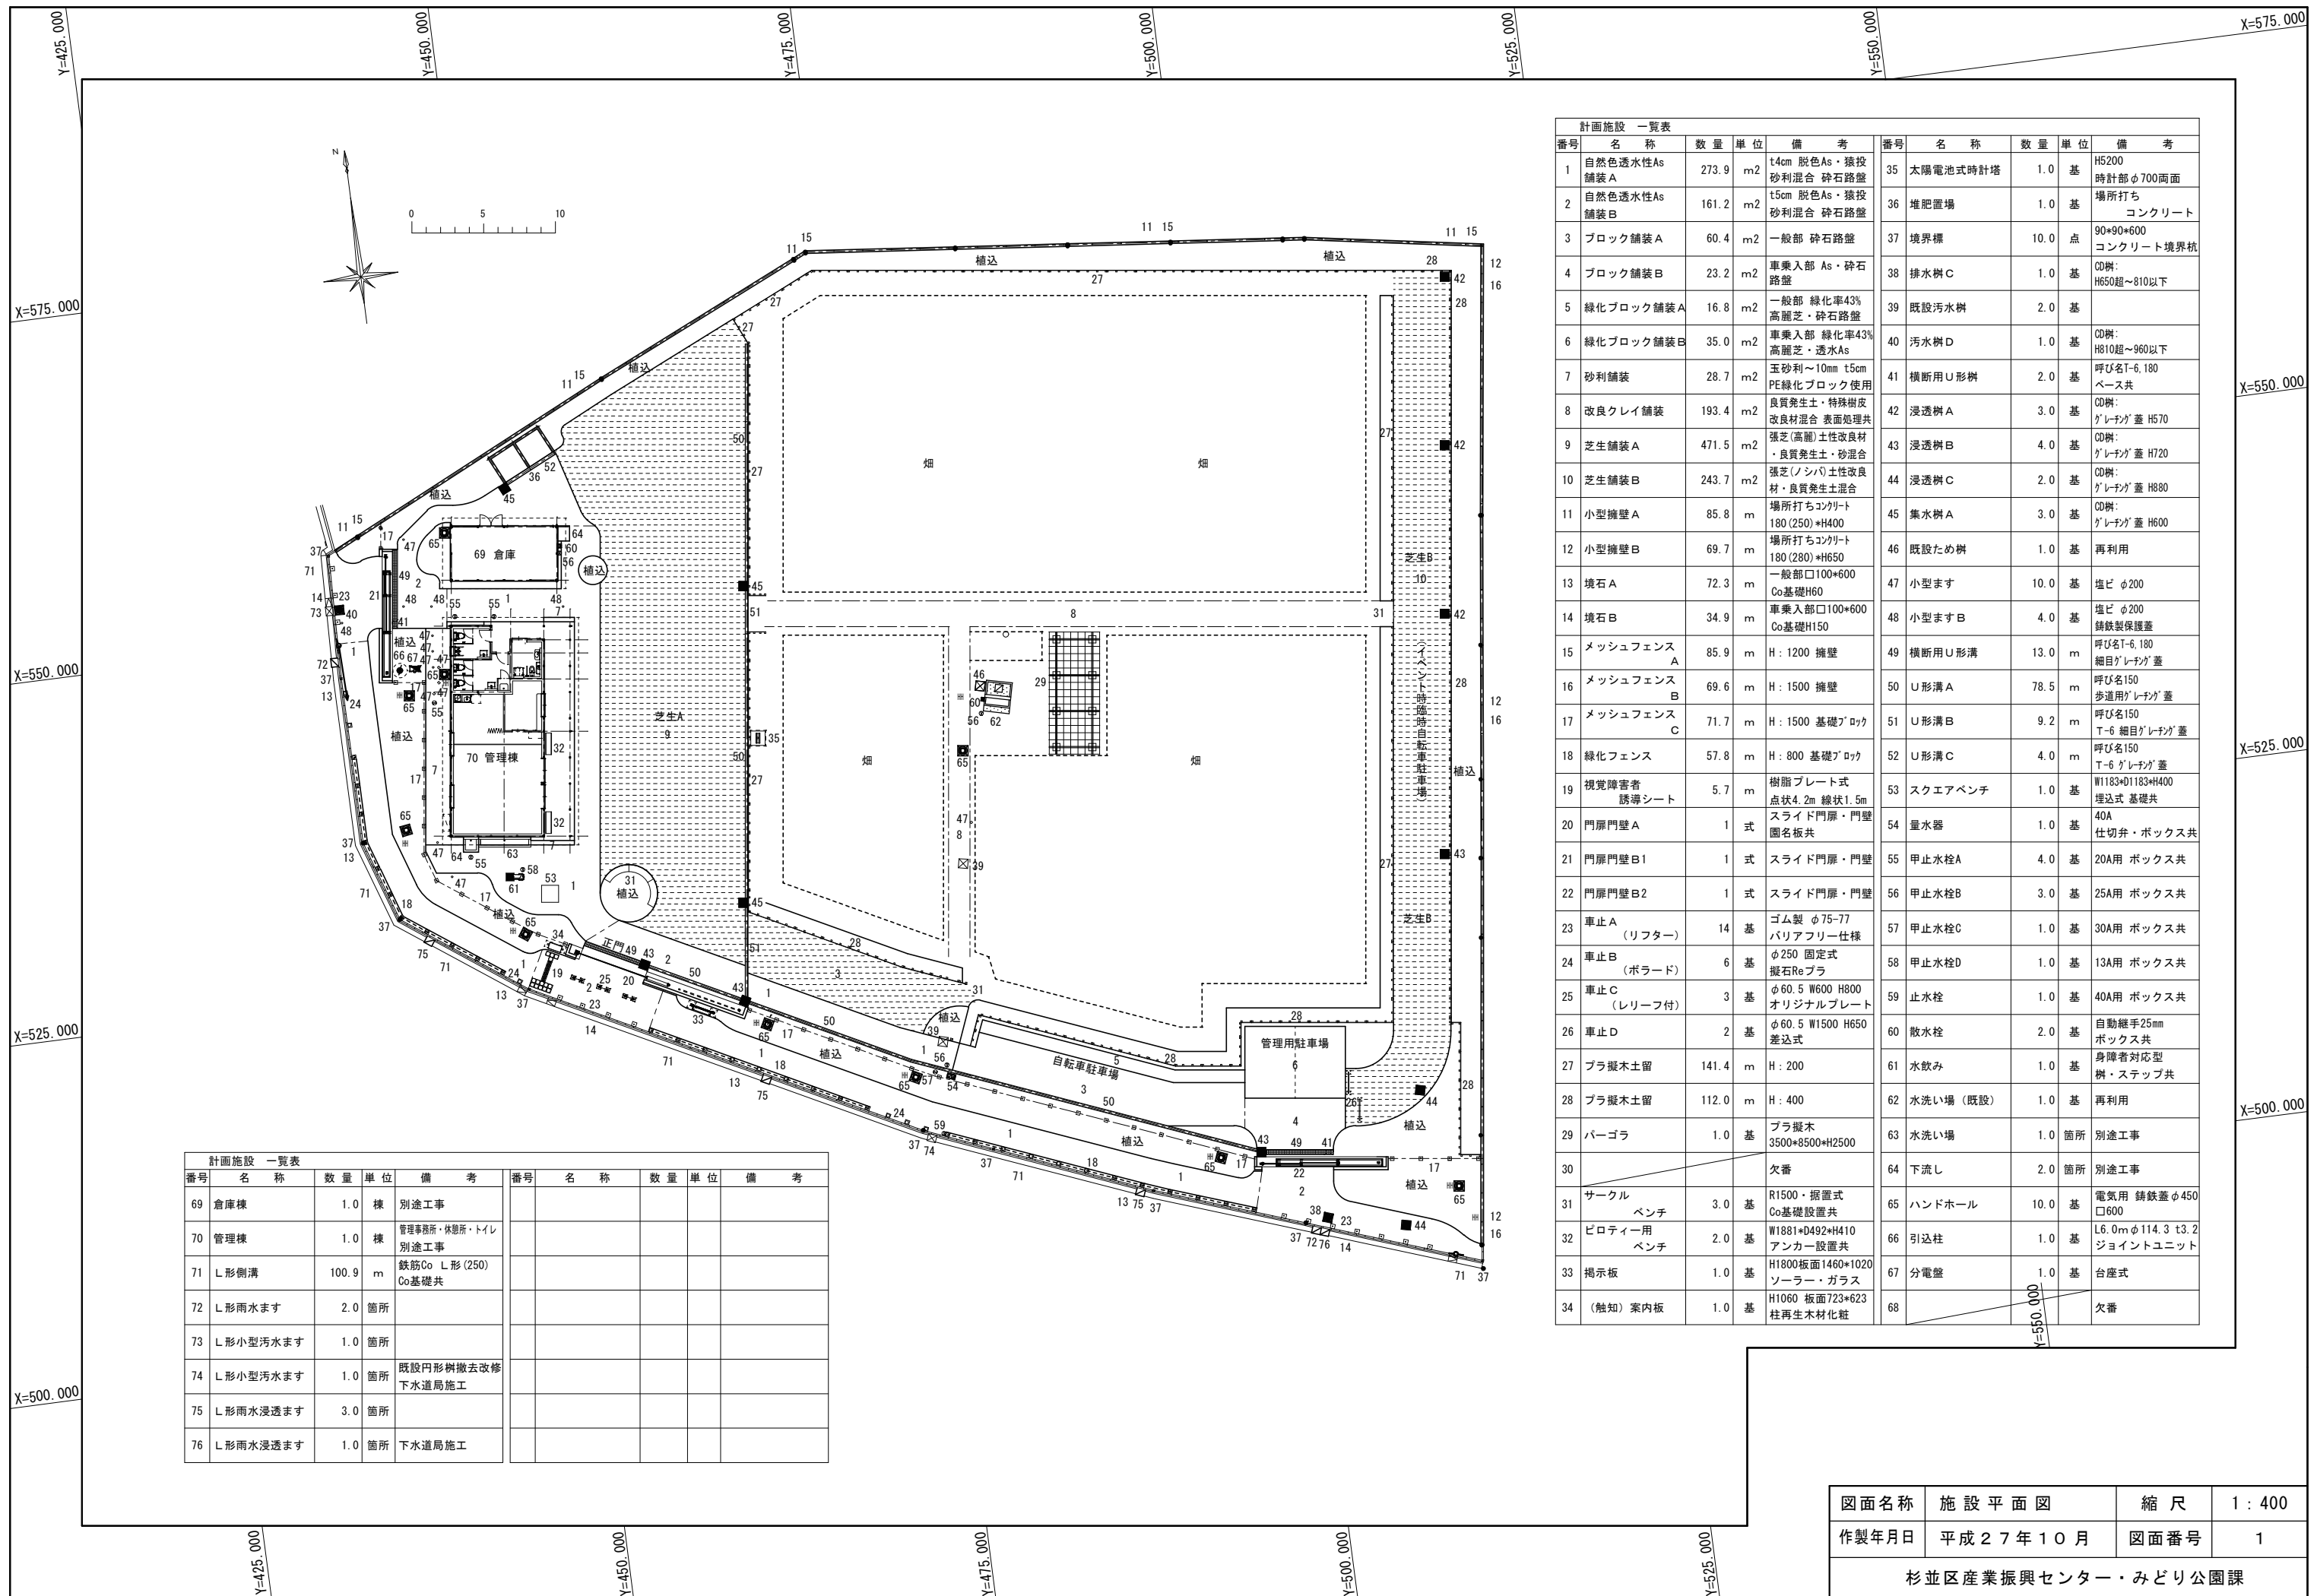 Y=425.000
Y=450.000
Y=475.000
Y=500.000
Y=525.000
Y=550.000
X=575.000
X=575.000
X=550.000
X=525.000
X=500.000
X=550.000
X=525.000
X=500.000
Y=425.000
Y=450.000
Y=475.000
Y=500.000
Y=525.000
Y=550.000
N
0 5 10
植込
植込
植込
植込
畑
畑
畑
畑
69 倉庫
植込
植込
植込
70 管理棟
芝生A
9
芝生B
10
(イベント時臨時自転車駐車場)
植込
芝生B
植込
植込
正門
植込
植込
自転車駐車場
管理用駐車場
6
植込
植込
植込
計画施設 一覧表
番号 名称 数量 単位 備考
1 自然色透水性As舗装A 273.9 m2 t4cm 脱色As・猿投砂利混合 砕石路盤
2 自然色透水性As舗装B 161.2 m2 t5cm 脱色As・猿投砂利混合 砕石路盤
3 ブロック舗装A 60.4 m2 一般部 砕石路盤
4 ブロック舗装B 23.2 m2 車乗入部 As・砕石路盤
5 緑化ブロック舗装A 16.8 m2 一般部 緑化率43% 高麗芝・砕石路盤
6 緑化ブロック舗装B 35.0 m2 車乗入部 緑化率43% 高麗芝・透水As
7 砂利舗装 28.7 m2 玉砂利~10mm t5cm PE緑化ブロック使用
8 改良クレイ舗装 193.4 m2 良質発生土・特殊樹皮改良材混合 表面処理共
9 芝生舗装A 471.5 m2 張芝(高麗)土性改良材・良質発生土・砂混合
10 芝生舗装B 243.7 m2 張芝(ノシバ)土性改良材・良質発生土混合
11 小型擁壁A 85.8 m 場所打ちコンクリート 180(250)*H400
12 小型擁壁B 69.7 m 場所打ちコンクリート 180(280)*H650
13 境石A 72.3 m 一般部□100*600 Co基礎H60
14 境石B 34.9 m 車乗入部□100*600 Co基礎H150
15 メッシュフェンス A 85.9 m H:1200 擁壁
16 メッシュフェンス B 69.6 m H:1500 擁壁
17 メッシュフェンス C 71.7 m H:1500 基礎ブロック
18 緑化フェンス 57.8 m H:800 基礎ブロック
19 視覚障害者誘導シート 5.7 m 樹脂プレート式 点状4.2m 線状1.5m
20 門扉門壁A 1 式 スライド門扉・門壁 園名板共
21 門扉門壁B1 1 式 スライド門扉・門壁
22 門扉門壁B2 1 式 スライド門扉・門壁
23 車止A(リフター) 14 基 ゴム製 φ75-77 バリアフリー仕様
24 車止B(ボラード) 6 基 φ250 固定式 擬石Reプラ
25 車止C(レリーフ付) 3 基 φ60.5 W600 H800 オリジナルプレート
26 車止D 2 基 φ60.5 W1500 H650 差込式
27 プラ擬木土留 141.4 m H:200
28 プラ擬木土留 112.0 m H:400
29 パーゴラ 1.0 基 プラ擬木 3500*8500*H2500
30 欠番
31 サークルベンチ 3.0 基 R1500・据置式 Co基礎設置共
32 ピロティー用ベンチ 2.0 基 W1881*D492*H410 アンカー設置共
33 掲示板 1.0 基 H1800板面1460*1020 ソーラー・ガラス
34 (触知)案内板 1.0 基 H1060 板面723*623 柱再生木材化粧
番号 名称 数量 単位 備考
35 太陽電池式時計塔 1.0 基 H5200 時計部φ700両面
36 堆肥置場 1.0 基 場所打ちコンクリート
37 境界標 10.0 点 90*90*600 コンクリート境界杭
38 排水桝C 1.0 基 CD桝: H650超~810以下
39 既設汚水桝 2.0 基
40 汚水桝D 1.0 基 CD桝: H810超~960以下
41 横断用U形桝 2.0 基 呼び名T-6,180 ベース共
42 浸透桝A 3.0 基 CD桝: グレーチング蓋 H570
43 浸透桝B 4.0 基 CD桝: グレーチング蓋 H720
44 浸透桝C 2.0 基 CD桝: グレーチング蓋 H880
45 集水桝A 3.0 基 CD桝: グレーチング蓋 H600
46 既設ため桝 1.0 基 再利用
47 小型ます 10.0 基 塩ビ φ200
48 小型ますB 4.0 基 塩ビ φ200 鋳鉄製保護蓋
49 横断用U形溝 13.0 m 呼び名T-6,180 細目グレーチング蓋
50 U形溝A 78.5 m 呼び名150 歩道用グレーチング蓋
51 U形溝B 9.2 m 呼び名150 T-6 細目グレーチング蓋
52 U形溝C 4.0 m 呼び名150 T-6 グレーチング蓋
53 スクエアベンチ 1.0 基 W1183*D1183*H400 埋込式 基礎共
54 量水器 1.0 基 40A 仕切弁・ボックス共
55 甲止水栓A 4.0 基 20A用 ボックス共
56 甲止水栓B 3.0 基 25A用 ボックス共
57 甲止水栓C 1.0 基 30A用 ボックス共
58 甲止水栓D 1.0 基 13A用 ボックス共
59 止水栓 1.0 基 40A用 ボックス共
60 散水栓 2.0 基 自動継手25mm ボックス共
61 水飲み 1.0 基 身障者対応型 桝・ステップ共
62 水洗い場(既設) 1.0 基 再利用
63 水洗い場 1.0 箇所 別途工事
64 下流し 2.0 箇所 別途工事
65 ハンドホール 10.0 基 電気用 鋳鉄蓋φ450 □600
66 引込柱 1.0 基 L6.0mφ114.3 t3.2 ジョイントユニット
67 分電盤 1.0 基 台座式
68 欠番
計画施設 一覧表
番号 名称 数量 単位 備考 番号 名称 数量 単位 備考
69 倉庫棟 1.0 棟 別途工事
70 管理棟 1.0 棟 管理事務所・休憩所・トイレ 別途工事
71 L形側溝 100.9 m 鉄筋Co L形(250) Co基礎共
72 L形雨水ます 2.0 箇所
73 L形小型汚水ます 1.0 箇所
74 L形小型汚水ます 1.0 箇所 既設円形桝撤去改修 下水道局施工
75 L形雨水浸透ます 3.0 箇所
76 L形雨水浸透ます 1.0 箇所 下水道局施工
図面名称 施設平面図 縮尺 1:400
作製年月日 平成27年10月 図面番号 1
杉並区産業振興センター・みどり公園課